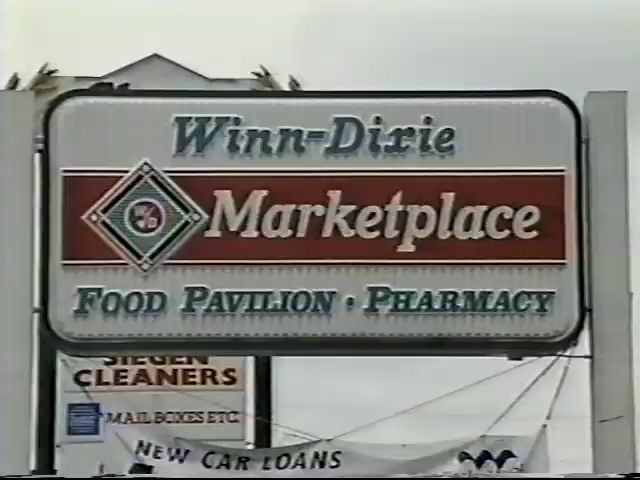 Winn-Dixie
Marketplace
FOOD PAVILION • PHARMACY
SIEGEN
CLEANERS
MAIL BOXES ETC.
NEW CAR LOANS